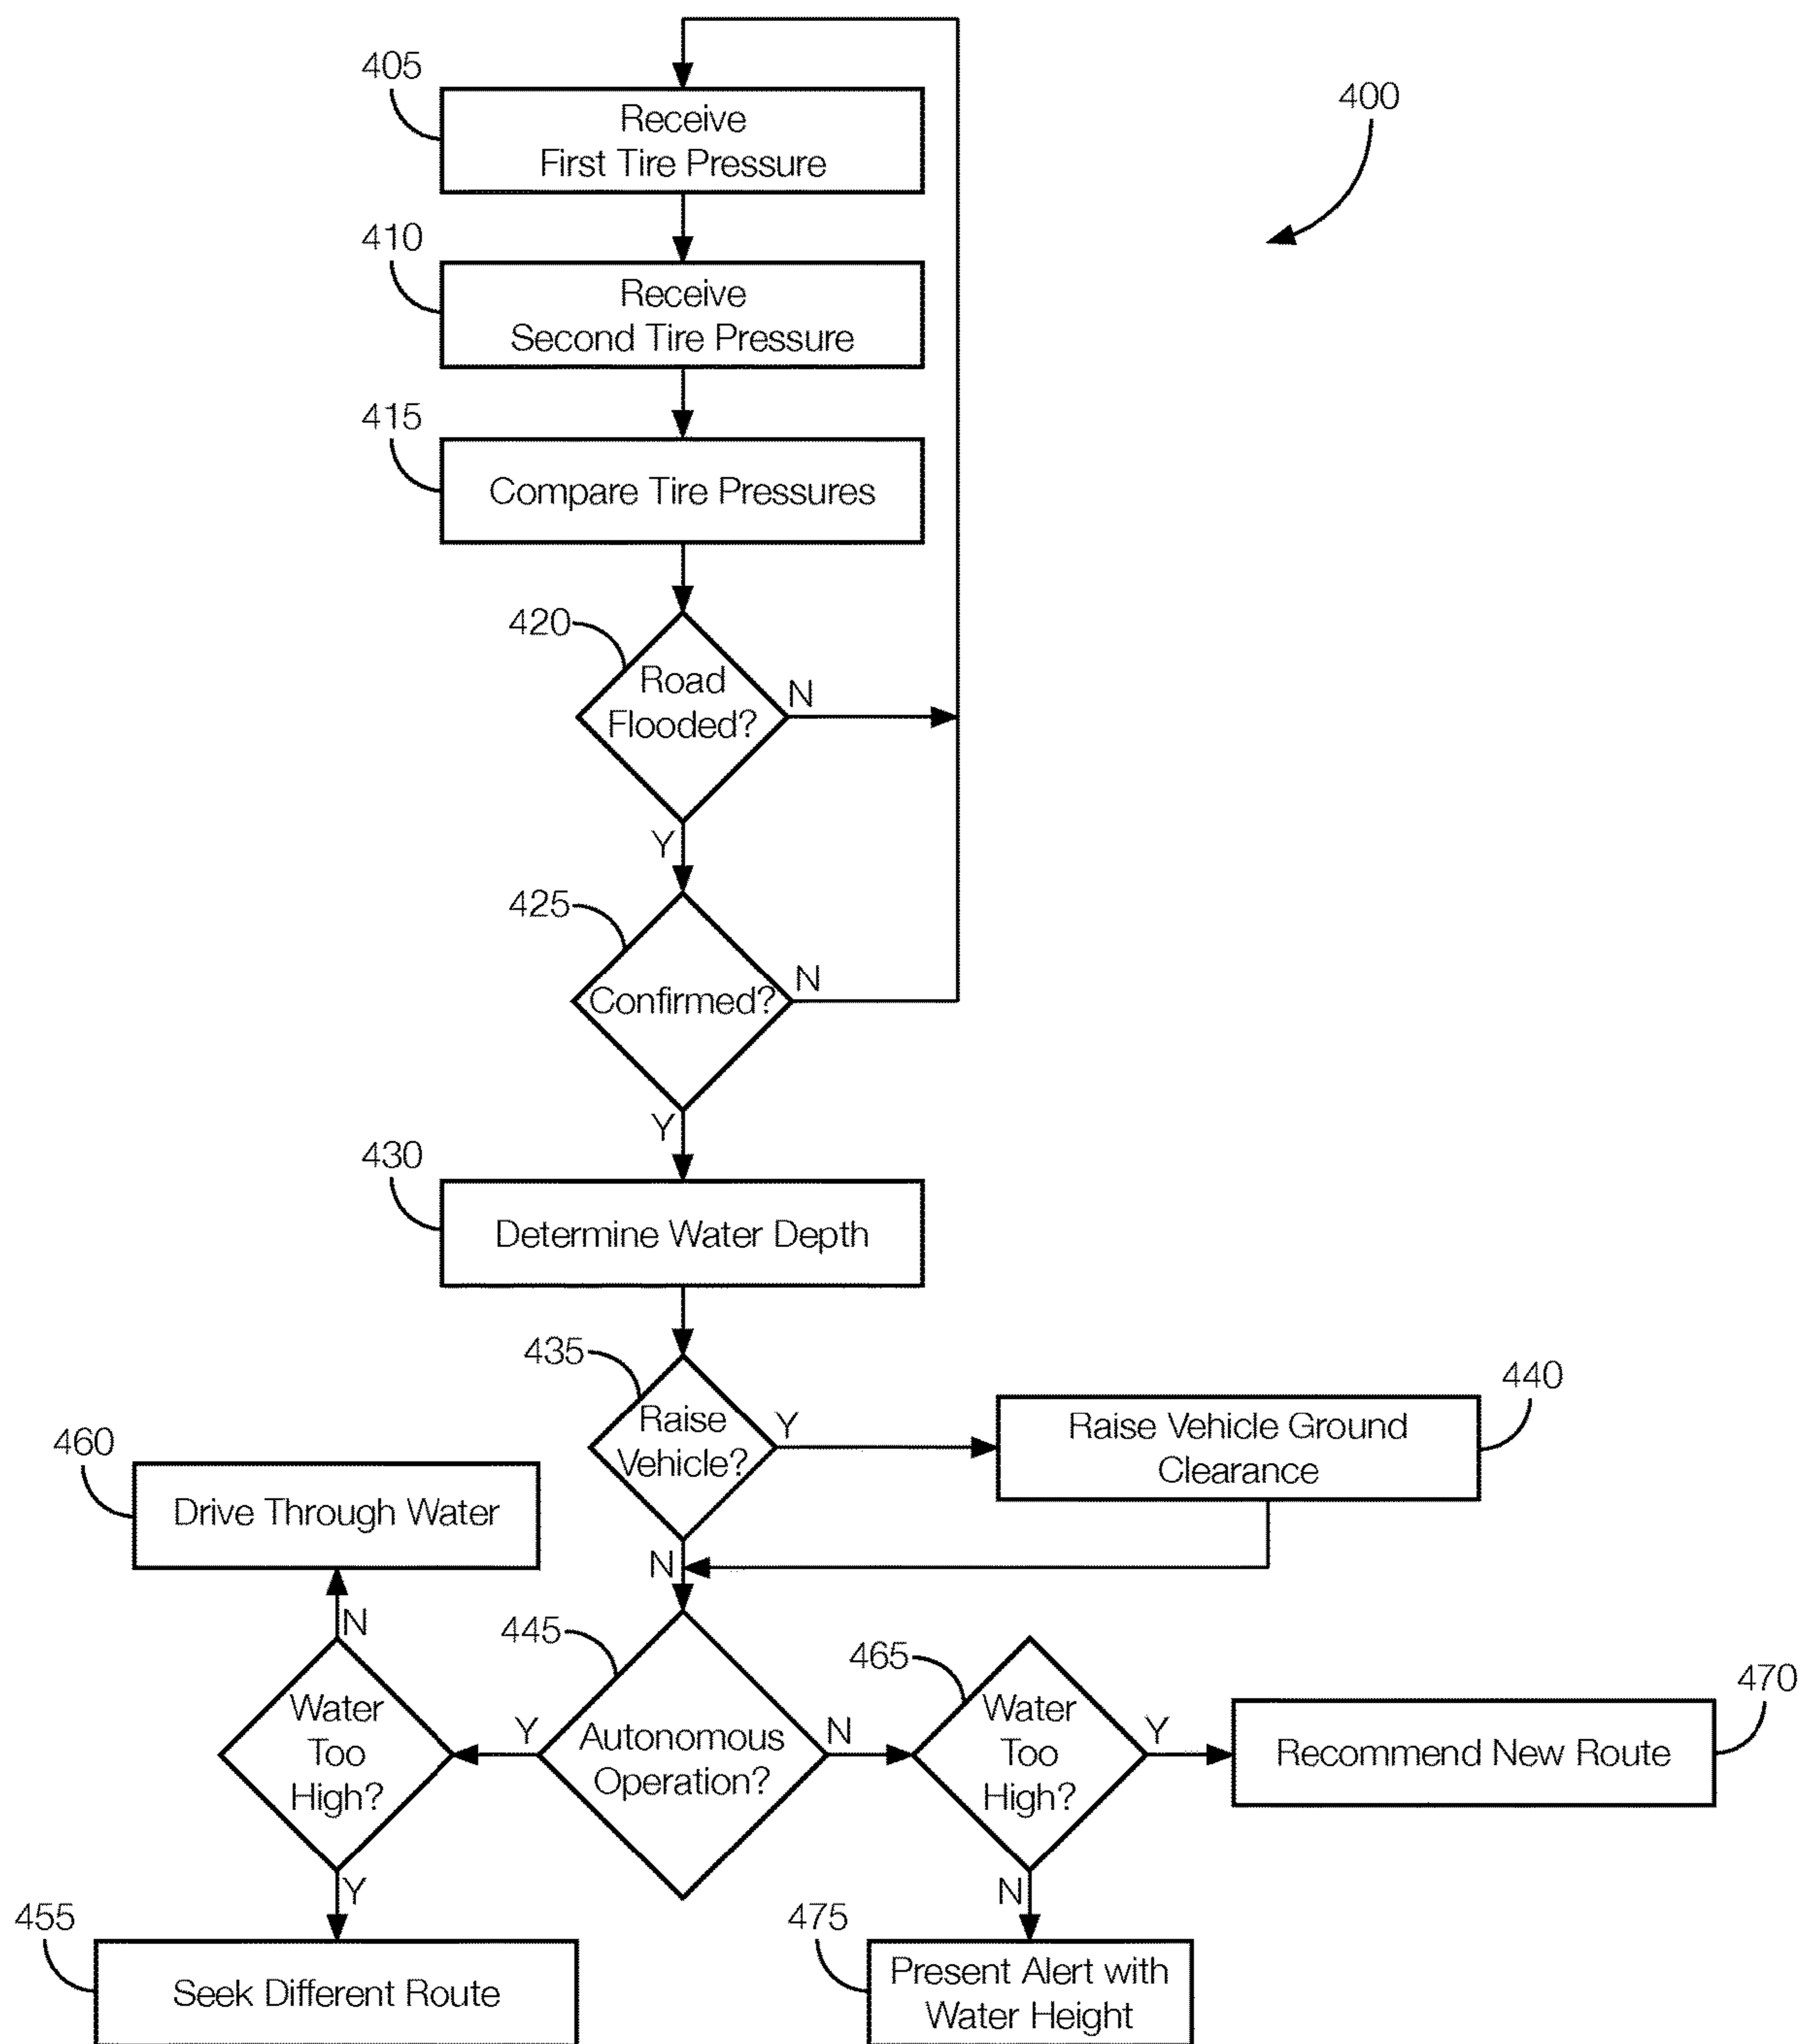 405
Receive
First Tire Pressure
400
410
Receive
Second Tire Pressure
415
Compare Tire Pressures
420
Road
Flooded?
N
Y
425
Confirmed?
N
Y
430
Determine Water Depth
435
Raise
Vehicle?
Y
440
Raise Vehicle Ground
Clearance
460
Drive Through Water
N
N
445
Autonomous
Operation?
Y
N
Water
Too
High?
Y
465
Water
Too
High?
Y
N
470
Recommend New Route
455
Seek Different Route
475
Present Alert with
Water Height